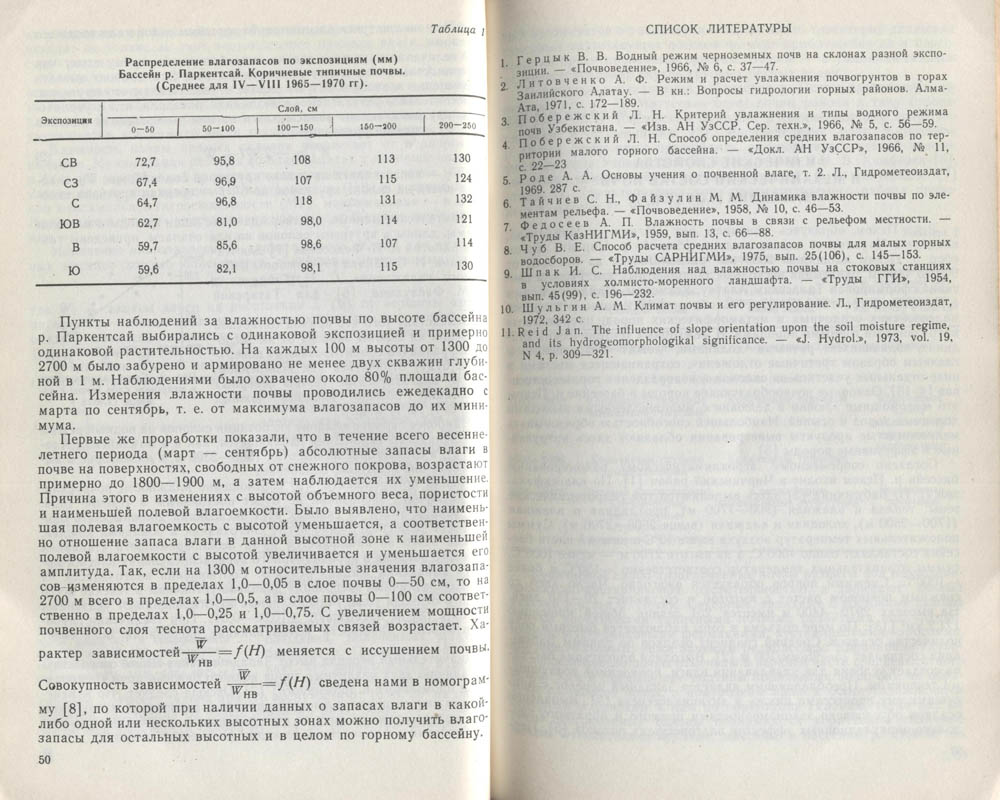 Таблица 1
Распределение влагозапасов по экспозициям (мм)
Бассейн р. Паркентсай. Коричневые типичные почвы.
(Среднее для IV—VIII 1965—1970 гг).
Экспозиция
Слой, см
0—50 50—100 100—150 150—200 200—250
СВ 72,7 95,8 108 113 130
СЗ 67,4 96,9 107 115 124
С 64,7 96,8 118 131 132
ЮВ 62,7 81,0 98,0 114 121
В 59,7 85,6 98,6 107 114
Ю 59,6 82,1 98,1 115 130
Пункты наблюдений за влажностью почвы по высоте бассейна
р. Паркентсай выбирались с одинаковой экспозицией и примерно
одинаковой растительностью. На каждых 100 м высоты от 1300 до
2700 м было забурено и армировано не менее двух скважин глуби-
ной в 1 м. Наблюдениями было охвачено около 80% площади бас-
сейна. Измерения влажности почвы проводились ежедекадно с
марта по сентябрь, т. е. от максимума влагозапасов до их мини-
мума.
Первые же проработки показали, что в течение всего весенне-
летнего периода (март — сентябрь) абсолютные запасы влаги в
почве на поверхностях, свободных от снежного покрова, возрастают
примерно до 1800—1900 м, а затем наблюдается их уменьшение.
Причина этого в изменениях с высотой объемного веса, пористости
и наименьшей полевой влагоемкости. Было выявлено, что наимень-
шая полевая влагоемкость с высотой уменьшается, а соответствен-
но отношение запаса влаги в данной высотной зоне к наименьшей
полевой влагоемкости с высотой увеличивается и уменьшается его
амплитуда. Так, если на 1300 м относительные значения влагозапа-
сов изменяются в пределах 1,0—0,05 в слое почвы 0—50 см, то на
2700 м всего в пределах 1,0—0,5, а в слое почвы 0—100 см соответ-
ственно в пределах 1,0—0,25 и 1,0—0,75. С увеличением мощности
почвенного слоя теснота рассматриваемых связей возрастает. Ха-
рактер зависимостей W̅/W̅нв = f(H) меняется с иссушением почвы.
Совокупность зависимостей W̅/W̅нв = f(H) сведена нами в номограм-
му [8], по которой при наличии данных о запасах влаги в какой-
либо одной или нескольких высотных зонах можно получить влаго-
запасы для остальных высотных и в целом по горному бассейну.
50
СПИСОК ЛИТЕРАТУРЫ
1. Герцык В. В. Водный режим черноземных почв на склонах разной экспо-
зиции. — «Почвоведение», 1966, № 6, с. 37—47.
2. Литовченко А. Ф. Режим и расчет увлажнения почвогрунтов в горах
Заилийского Алатау. — В кн.: Вопросы гидрологии горных районов. Алма-
Ата, 1971, с. 172—189.
3. Побережский Л. Н. Критерий увлажнения и типы водного режима
почв Узбекистана. — «Изв. АН УзССР. Сер. техн.», 1966, № 5, с. 56—59.
4. Побережский Л. Н. Способ определения средних влагозапасов по тер-
ритории малого горного бассейна. — «Докл. АН УзССР», 1966, № 11,
с. 22—23
5. Роде А. А. Основы учения о почвенной влаге, т. 2. Л., Гидрометеоиздат,
1969. 287 с.
6. Тайчиев С. Н., Файзулин М. М. Динамика влажности почвы по эле-
ментам рельефа. — «Почвоведение», 1958, № 10, с. 46—53.
7. Федосеев А. П. Влажность почвы в связи с рельефом местности. —
«Труды КазНИГМИ», 1959, вып. 13, с. 66—88.
8. Чуб В. Е. Способ расчета средних влагозапасов почвы для малых горных
водосборов. — «Труды САРНИГМИ», 1975, вып. 25(106), с. 145—153.
9. Шпак И. С. Наблюдения над влажностью почвы на стоковых станциях
в условиях холмисто-моренного ландшафта. — «Труды ГГИ», 1954,
вып. 45(99), с. 196—232.
10. Шульгин А. М. Климат почвы и его регулирование. Л., Гидрометеоиздат,
1972, 342 с.
11. Reid Jan. The influence of slope orientation upon the soil moisture regime,
and its hydrogeomorphologikal significance. — «J. Hydrol.», 1973, vol. 19,
N 4, p. 309—321.